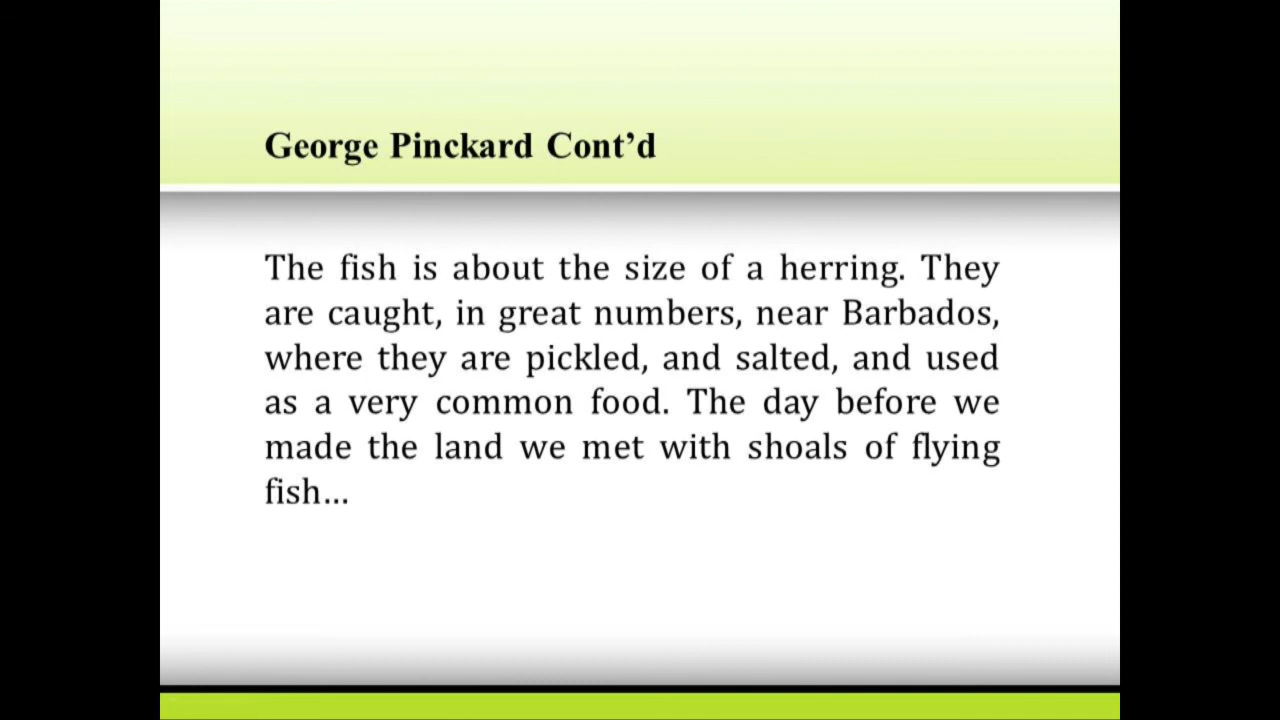 George Pinckard Cont’d
The fish is about the size of a herring. They
are caught, in great numbers, near Barbados,
where they are pickled, and salted, and used
as a very common food. The day before we
made the land we met with shoals of flying
fish…